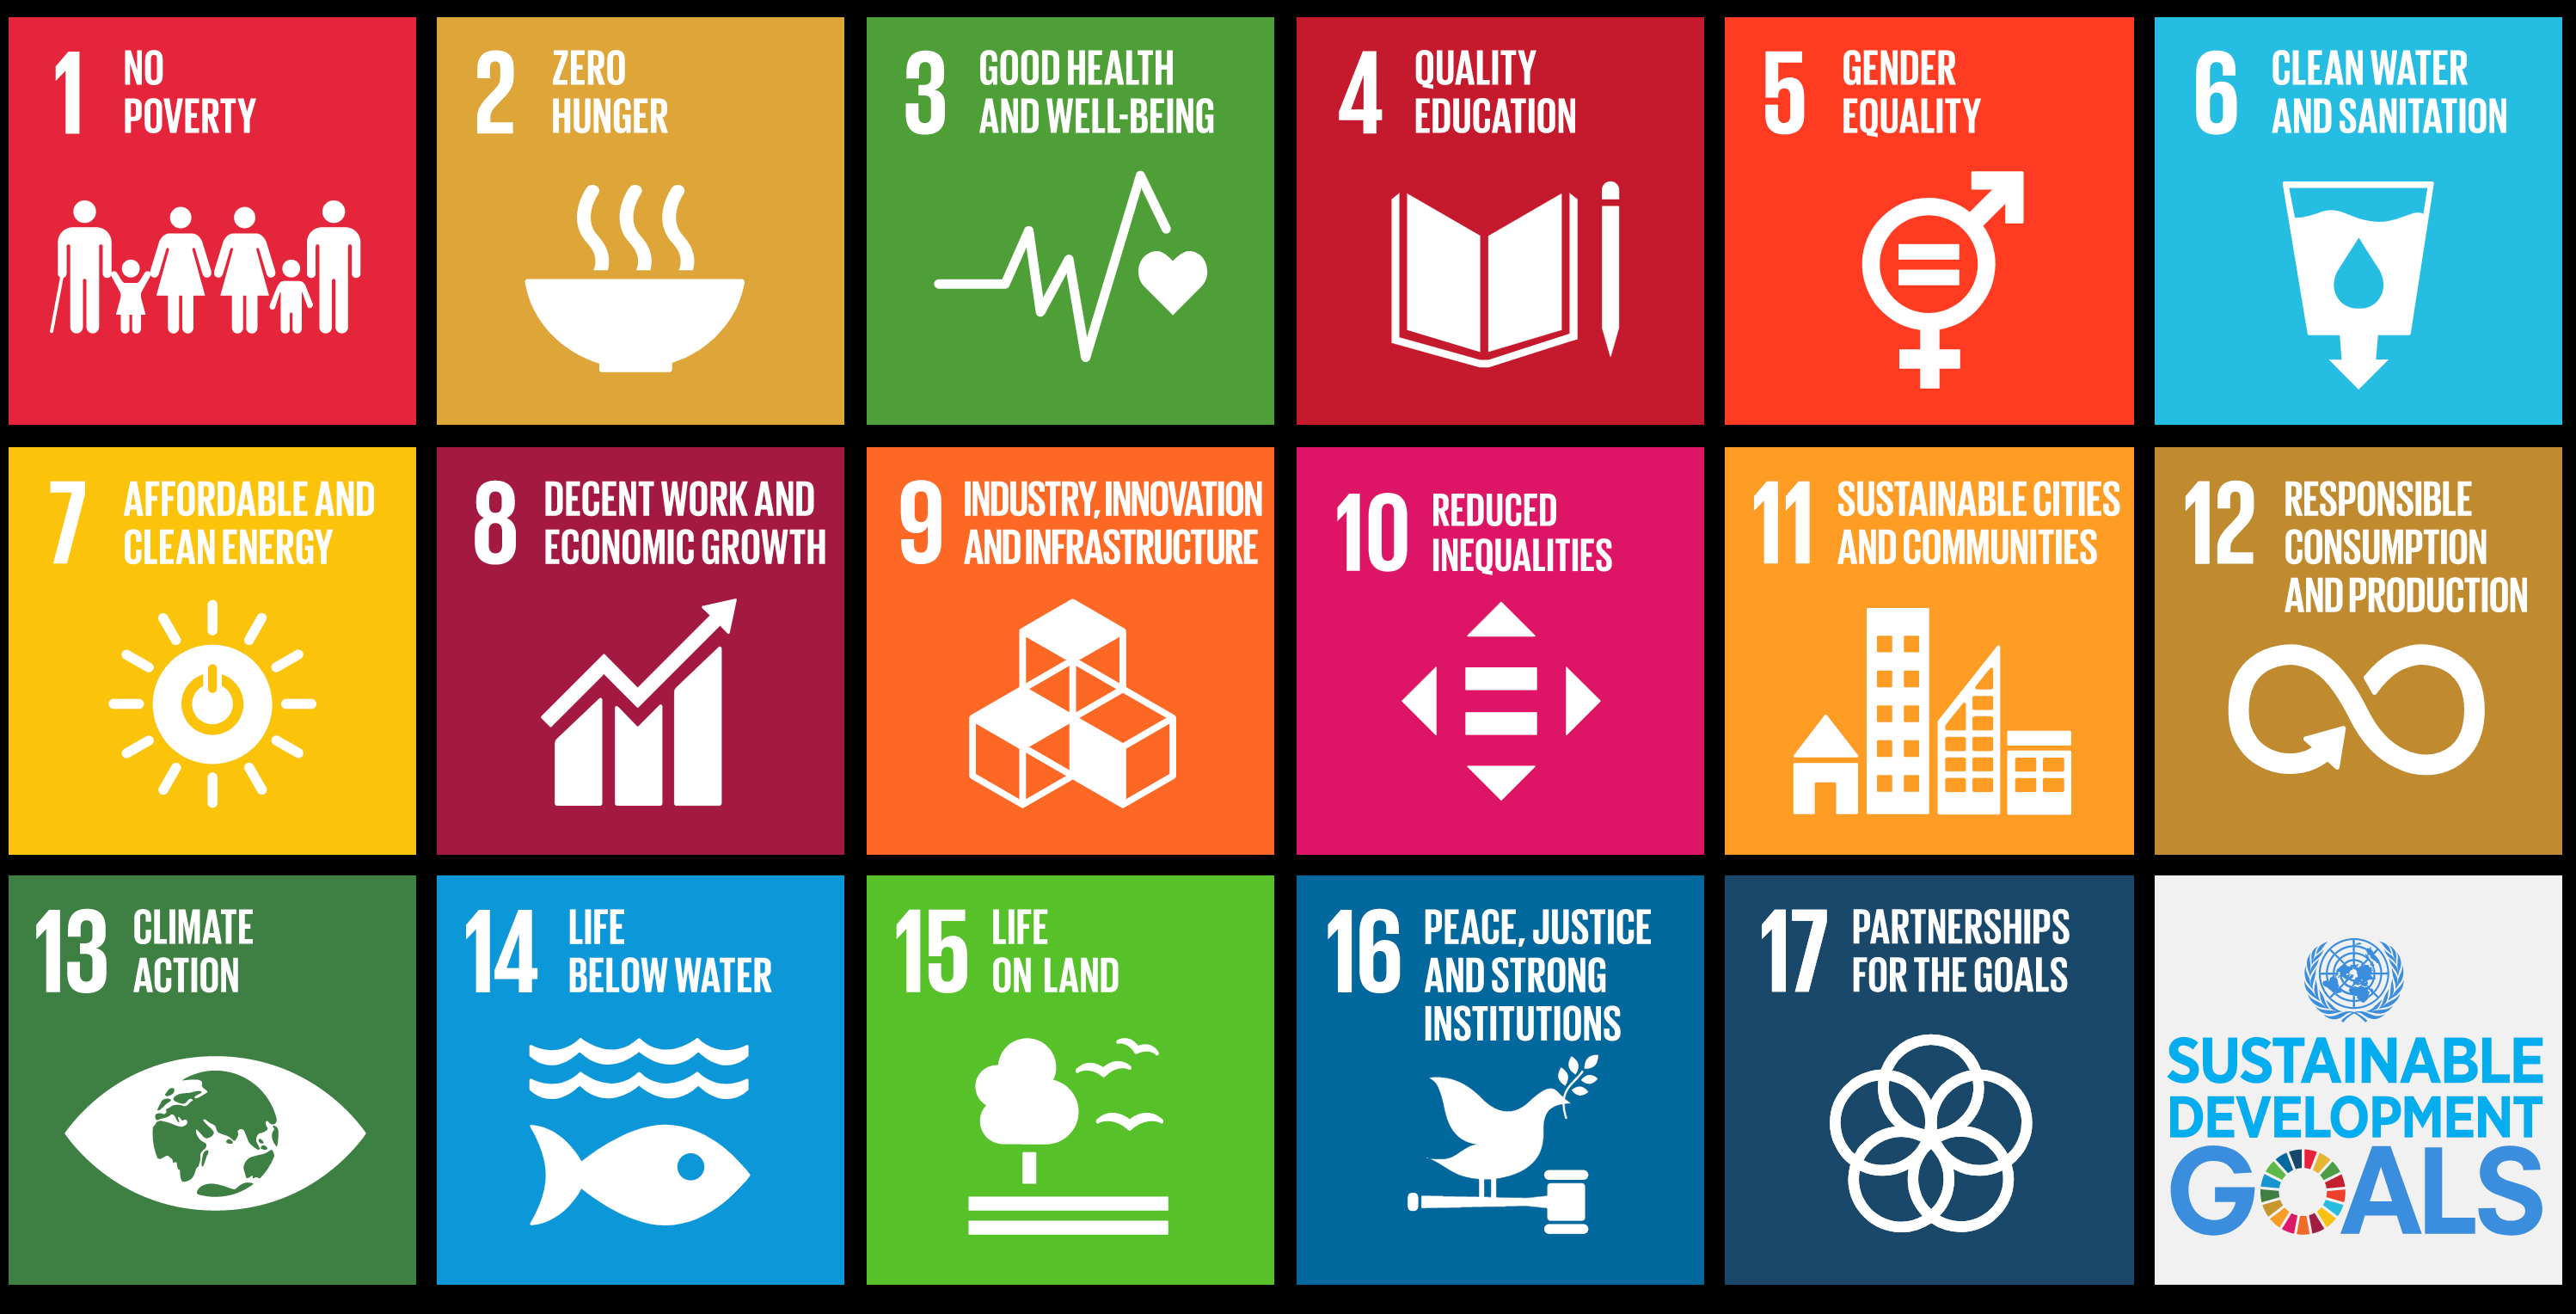 1 NO
POVERTY
2 ZERO
HUNGER
3 GOOD HEALTH
AND WELL-BEING
4 QUALITY
EDUCATION
5 GENDER
EQUALITY
6 CLEAN WATER
AND SANITATION
7 AFFORDABLE AND
CLEAN ENERGY
8 DECENT WORK AND
ECONOMIC GROWTH
9 INDUSTRY, INNOVATION
AND INFRASTRUCTURE
10 REDUCED
INEQUALITIES
11 SUSTAINABLE CITIES
AND COMMUNITIES
12 RESPONSIBLE
CONSUMPTION
AND PRODUCTION
13 CLIMATE
ACTION
14 LIFE
BELOW WATER
15 LIFE
ON LAND
16 PEACE, JUSTICE
AND STRONG
INSTITUTIONS
17 PARTNERSHIPS
FOR THE GOALS
SUSTAINABLE
DEVELOPMENT
GOALS